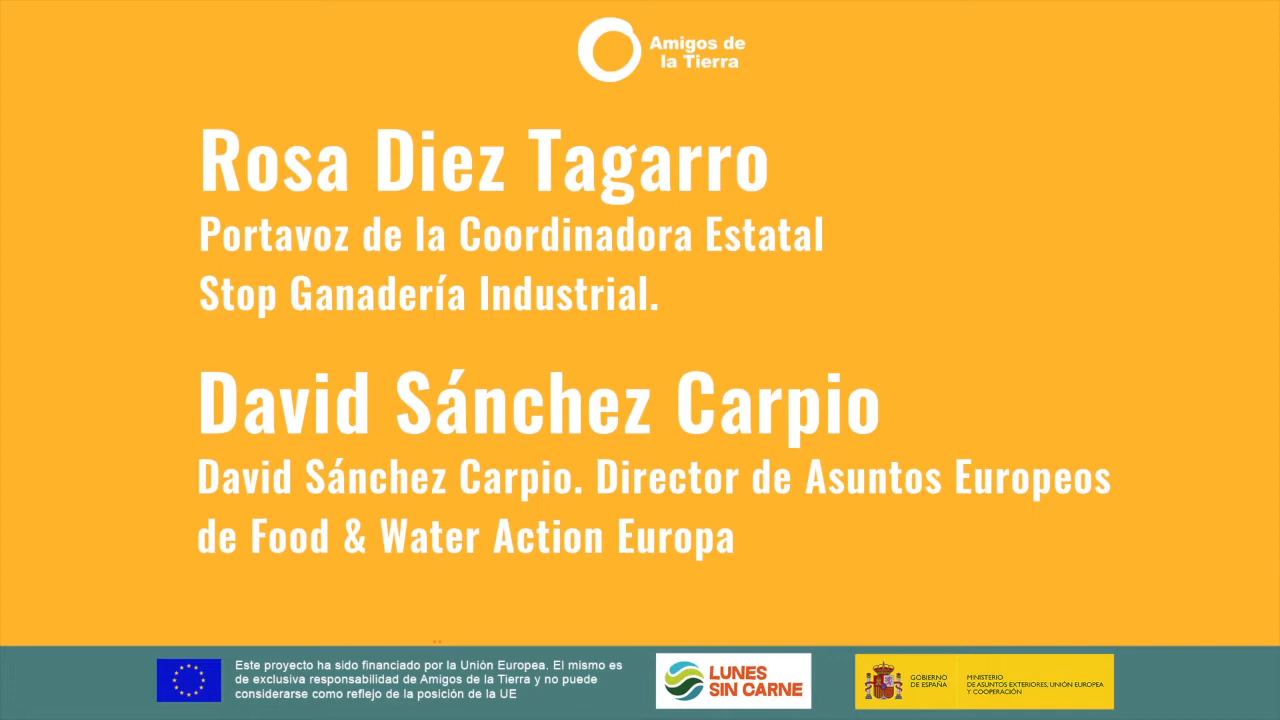 Amigos de
la Tierra
Rosa Diez Tagarro
Portavoz de la Coordinadora Estatal
Stop Ganadería Industrial.
David Sánchez Carpio
David Sánchez Carpio. Director de Asuntos Europeos
de Food & Water Action Europa
Este proyecto ha sido financiado por la Unión Europea. El mismo es
de exclusiva responsabilidad de Amigos de la Tierra y no puede
considerarse como reflejo de la posición de la UE
LUNES
SIN CARNE
GOBIERNO
DE ESPAÑA
MINISTERIO
DE ASUNTOS EXTERIORES, UNIÓN EUROPEA
Y COOPERACIÓN